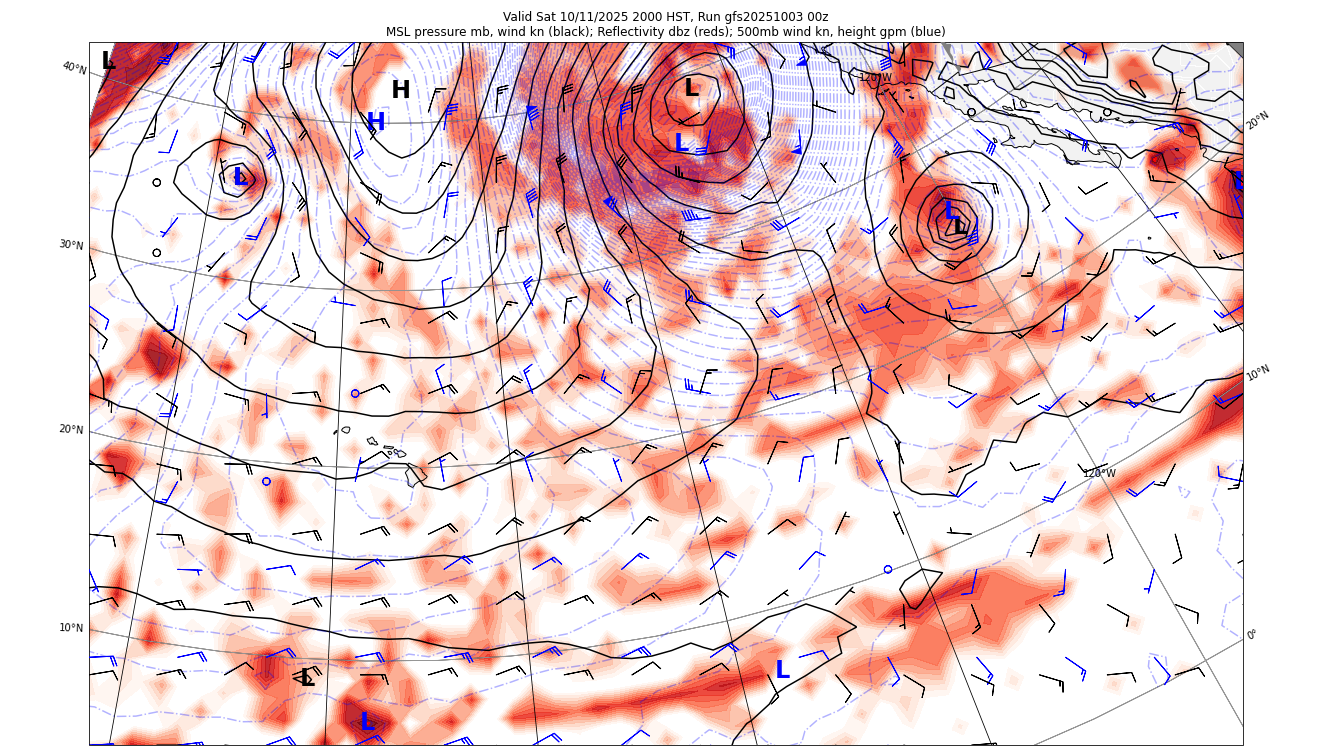 Valid Sat 10/11/2025 2000 HST, Run gfs20251003 00z
MSL pressure mb, wind kn (black); Reflectivity dbz (reds); 500mb wind kn, height gpm (blue)
L
40°N
H
L
120°W
H
L
20°N
L
L
L
L
30°N
10°N
20°N
120°W
10°N
0°
L
L
L